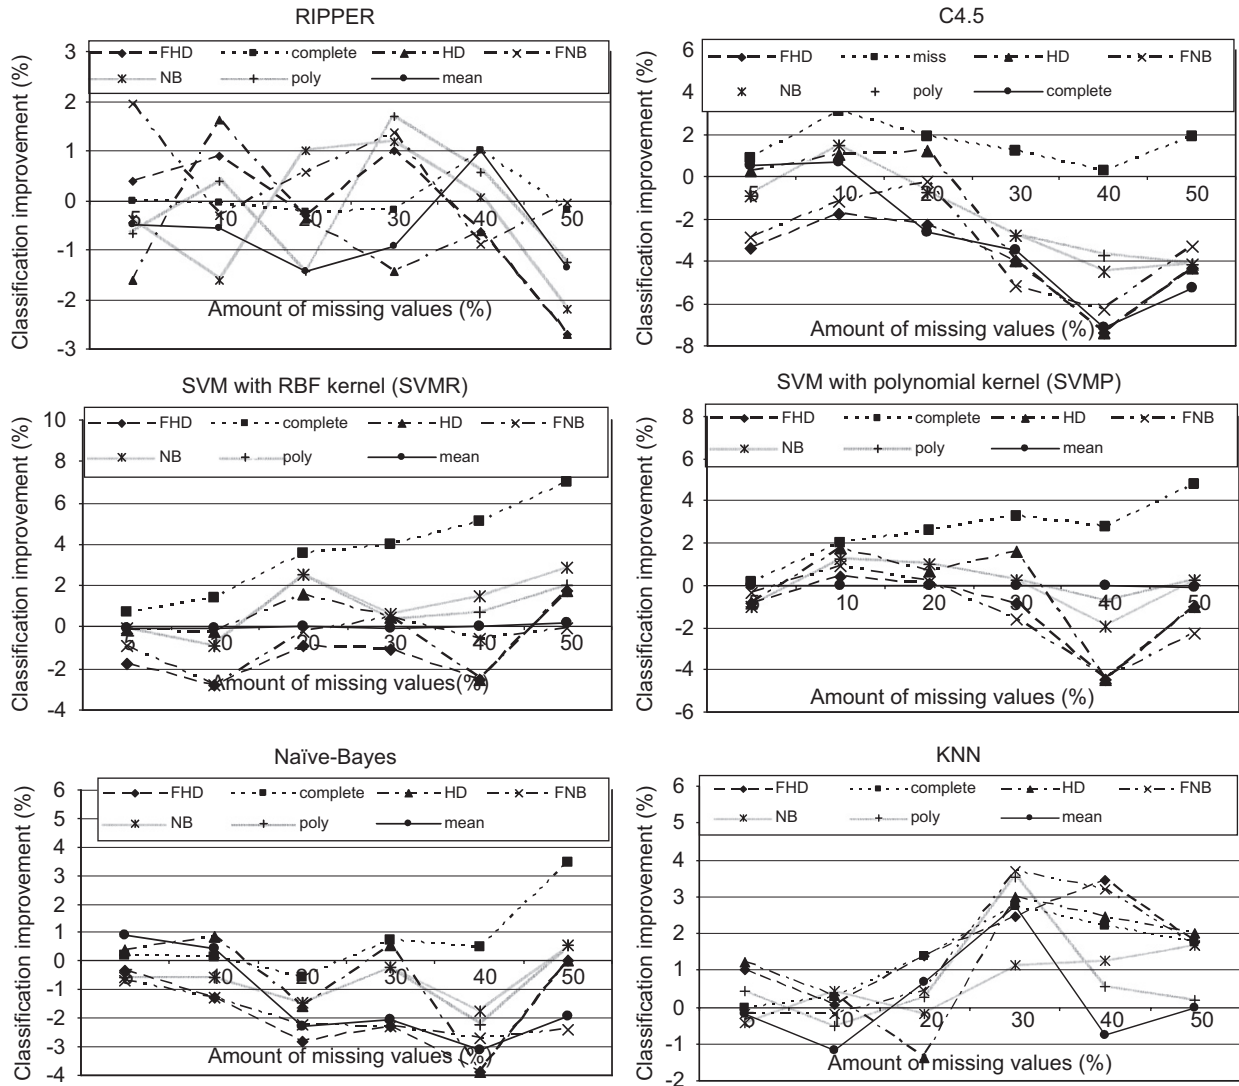 RIPPER
Classification improvement (%)
3
2
1
0
-1
-2
-3
FHD complete HD FNB
NB poly mean
5 10 20 30 40 50
Amount of missing values (%)
C4.5
Classification improvement (%)
6
4
2
0
-2
-4
-6
-8
FHD miss HD FNB
NB poly complete
5 10 20 30 40 50
Amount of missing values (%)
SVM with RBF kernel (SVMR)
Classification improvement (%)
10
8
6
4
2
0
-2
-4
FHD complete HD FNB
NB poly mean
5 10 20 30 40 50
Amount of missing values(%)
SVM with polynomial kernel (SVMP)
Classification improvement (%)
8
6
4
2
0
-2
-4
-6
FHD complete HD FNB
NB poly mean
5 10 20 30 40 50
Amount of missing values (%)
Naïve-Bayes
Classification improvement (%)
6
5
4
3
2
1
0
-1
-2
-3
-4
FHD complete HD FNB
NB poly mean
5 10 20 30 40 50
Amount of missing values (%)
KNN
Classification improvement (%)
6
5
4
3
2
1
0
-1
-2
FHD complete HD FNB
NB poly mean
5 10 20 30 40 50
Amount of missing values (%)